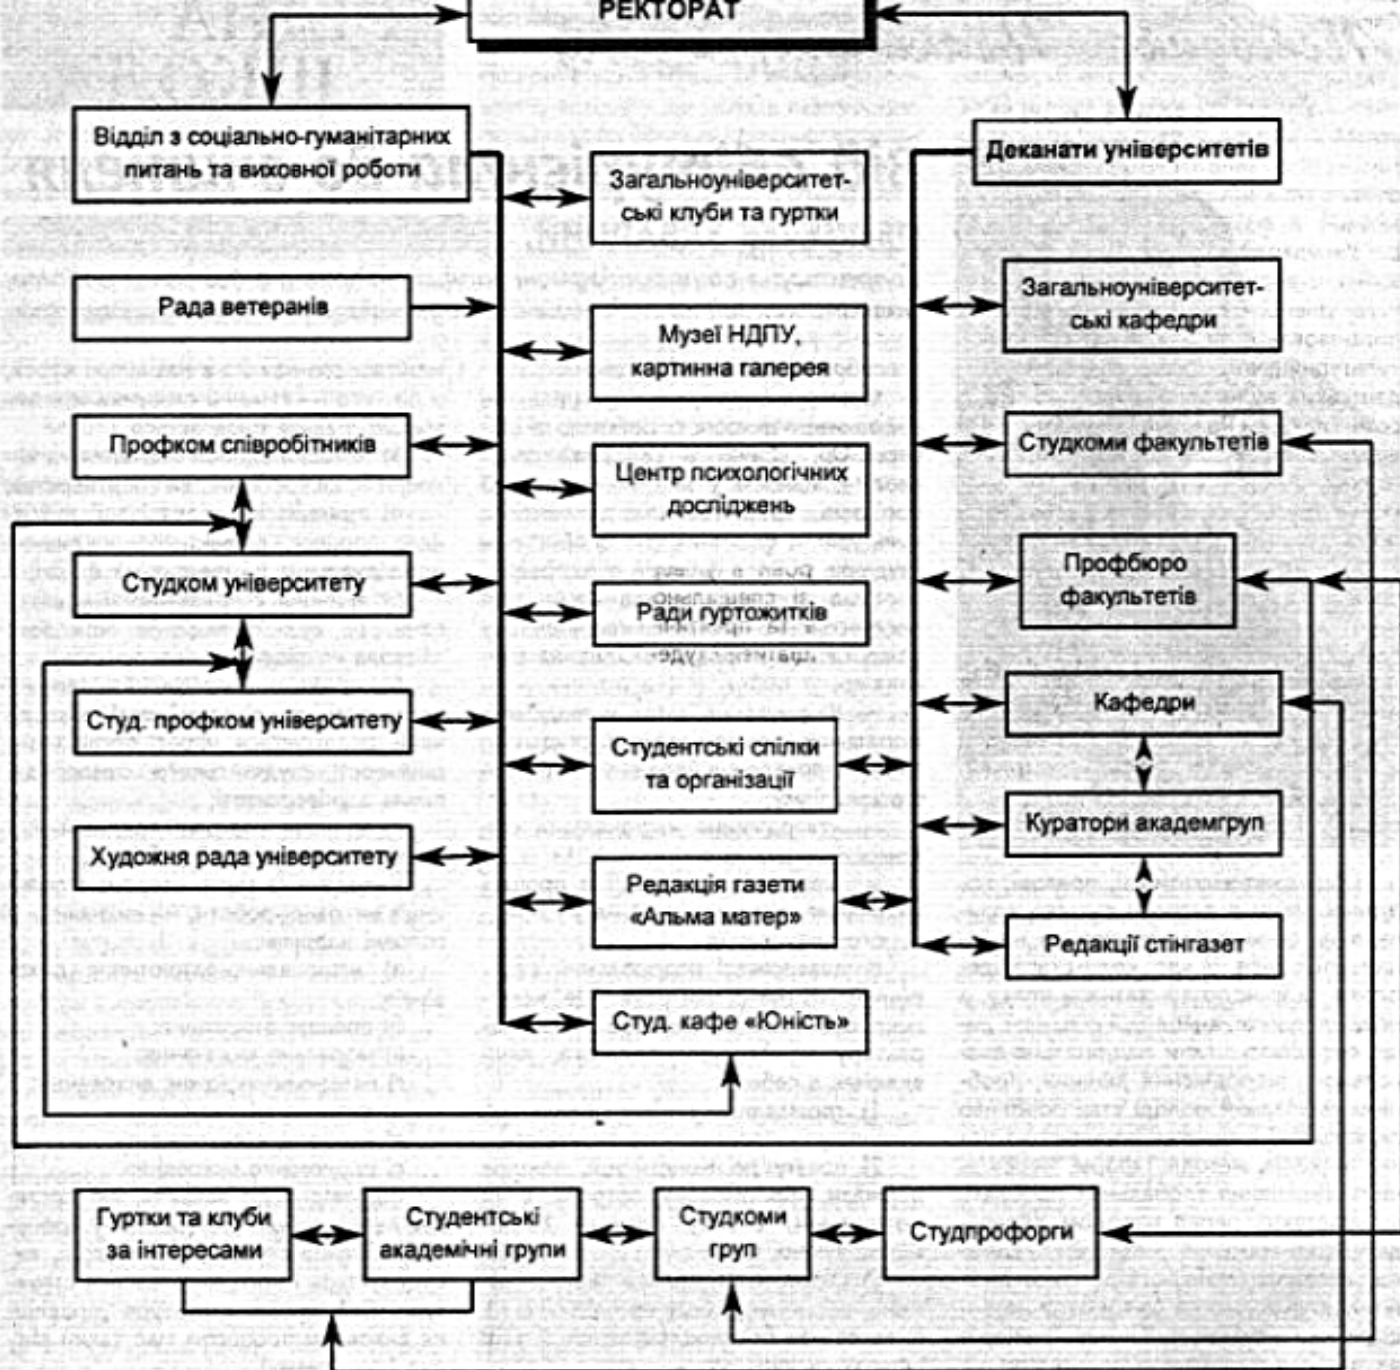 РЕКТОРАТ
Відділ з соціально-гуманітарних
питань та виховної роботи
Деканати університетів
Загальноуніверситет-
ські клуби та гуртки
Рада ветеранів
Загальноуніверситет-
ські кафедри
Музеї НДПУ,
картинна галерея
Профком співробітників
Студкоми факультетів
Центр психологічних
досліджень
Студком університету
Профбюро
факультетів
Ради гуртожитків
Студ. профком університету
Кафедри
Студентські спілки
та організації
Куратори академгруп
Художня рада університету
Редакція газети
«Альма матер»
Редакції стінгазет
Студ. кафе «Юність»
Гуртки та клуби
за інтересами
Студентські
академічні групи
Студкоми
груп
Студпрофорги